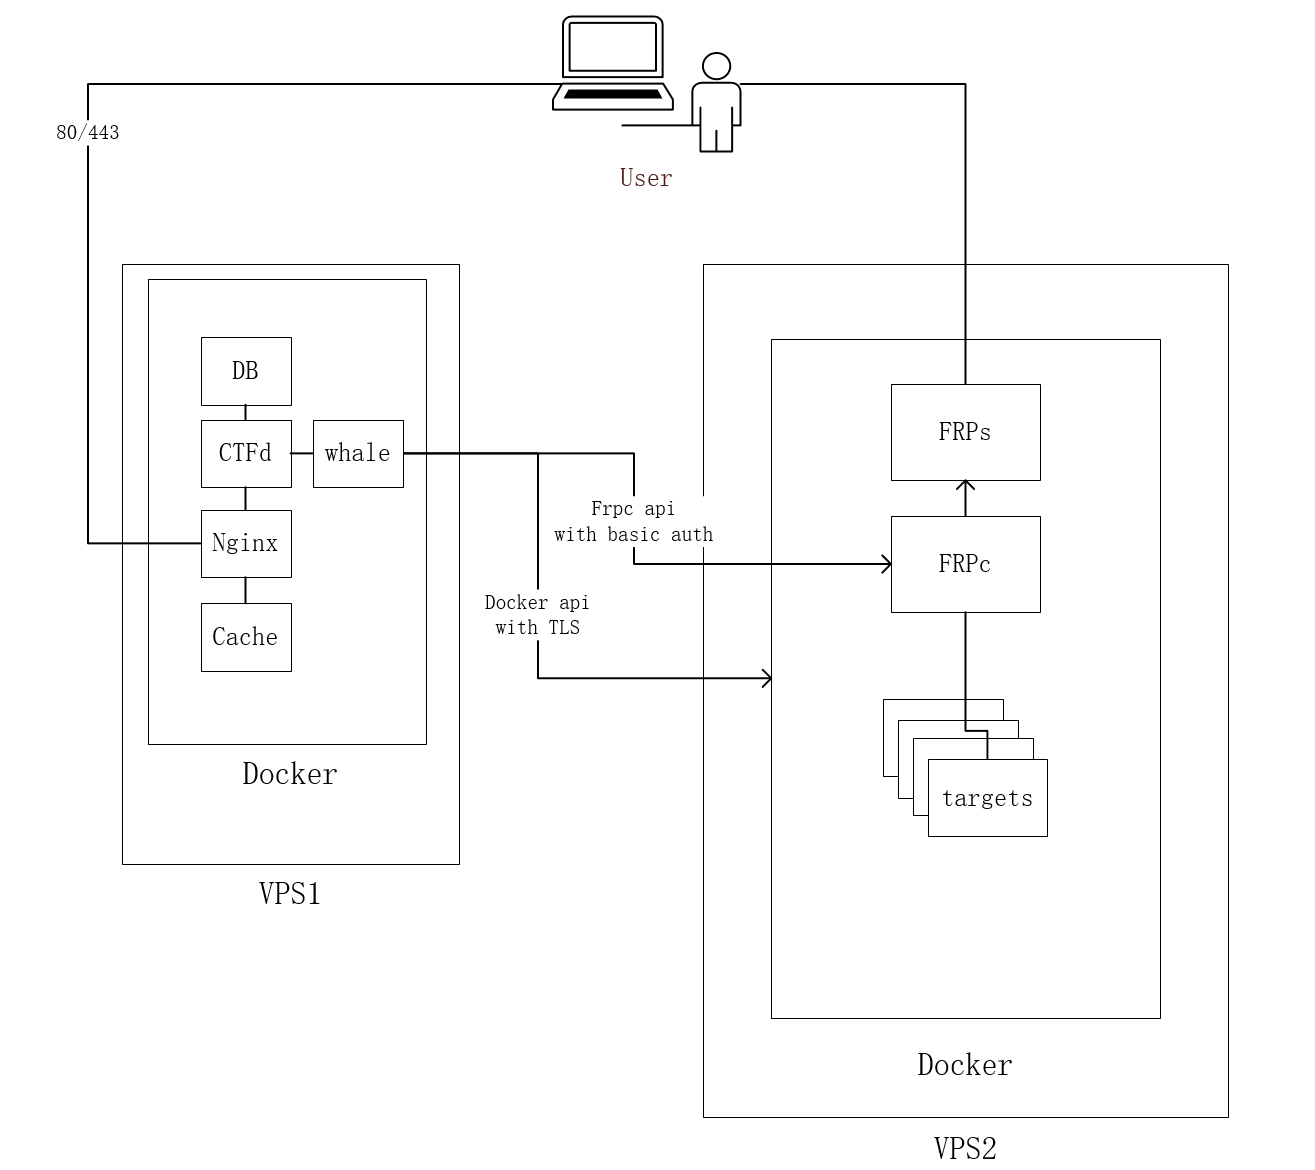 80/443
User
DB
CTFd
whale
Nginx
Cache
Docker
VPS1
Frpc api
with basic auth
Docker api
with TLS
FRPs
FRPc
targets
Docker
VPS2